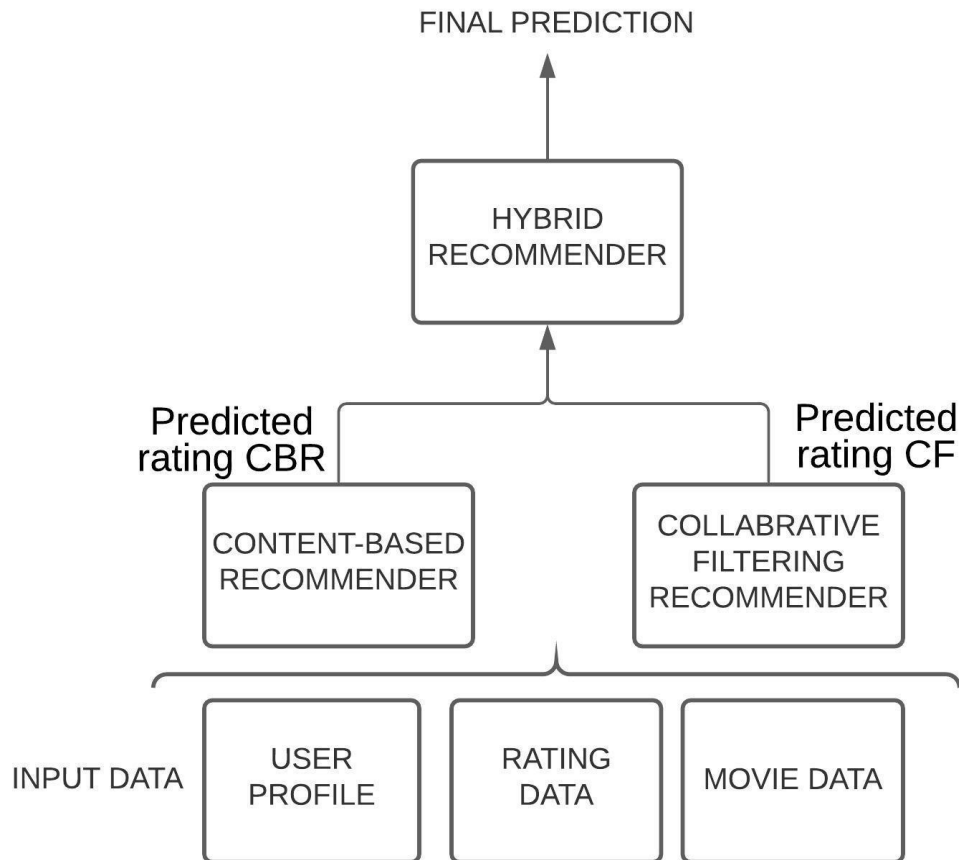 FINAL PREDICTION
HYBRID
RECOMMENDER
Predicted
rating CBR
Predicted
rating CF
CONTENT-BASED
RECOMMENDER
COLLABRATIVE
FILTERING
RECOMMENDER
INPUT DATA
USER
PROFILE
RATING
DATA
MOVIE DATA